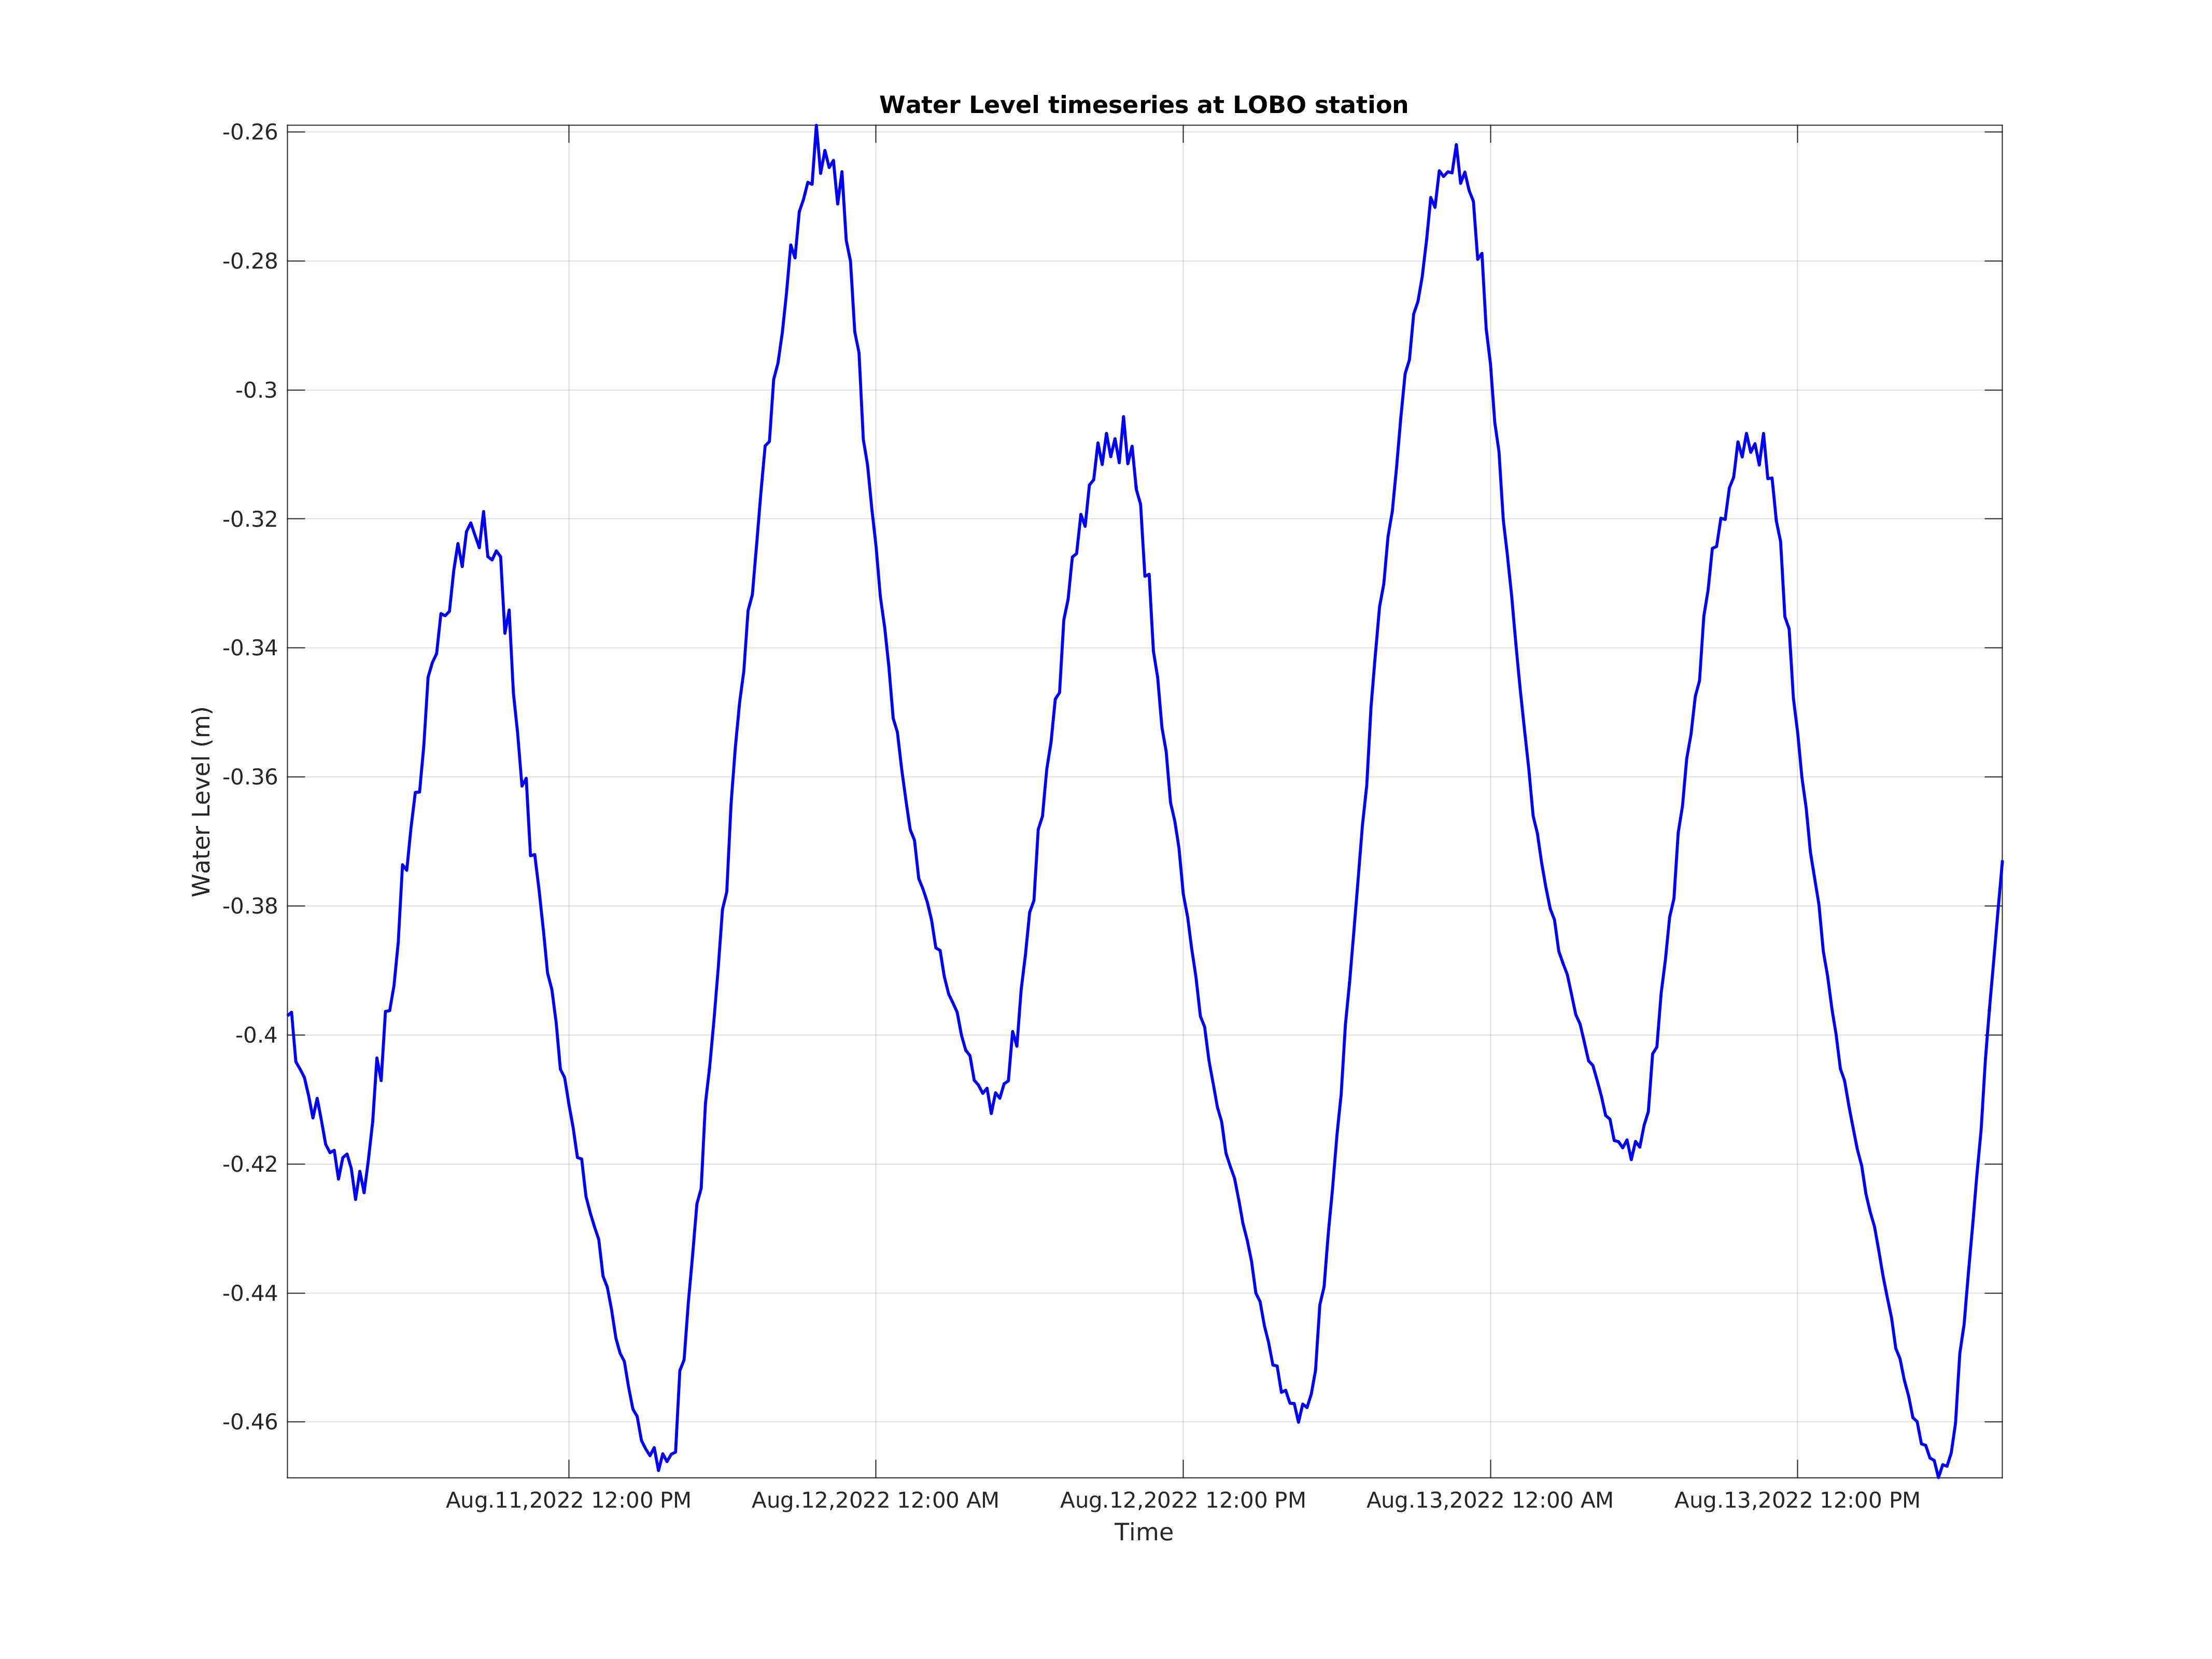 Water Level timeseries at LOBO station
-0.26
-0.28
-0.3
-0.32
-0.34
-0.36
-0.38
-0.4
-0.42
-0.44
-0.46
Water Level (m)
Aug.11,2022 12:00 PM
Aug.12,2022 12:00 AM
Aug.12,2022 12:00 PM
Aug.13,2022 12:00 AM
Aug.13,2022 12:00 PM
Time